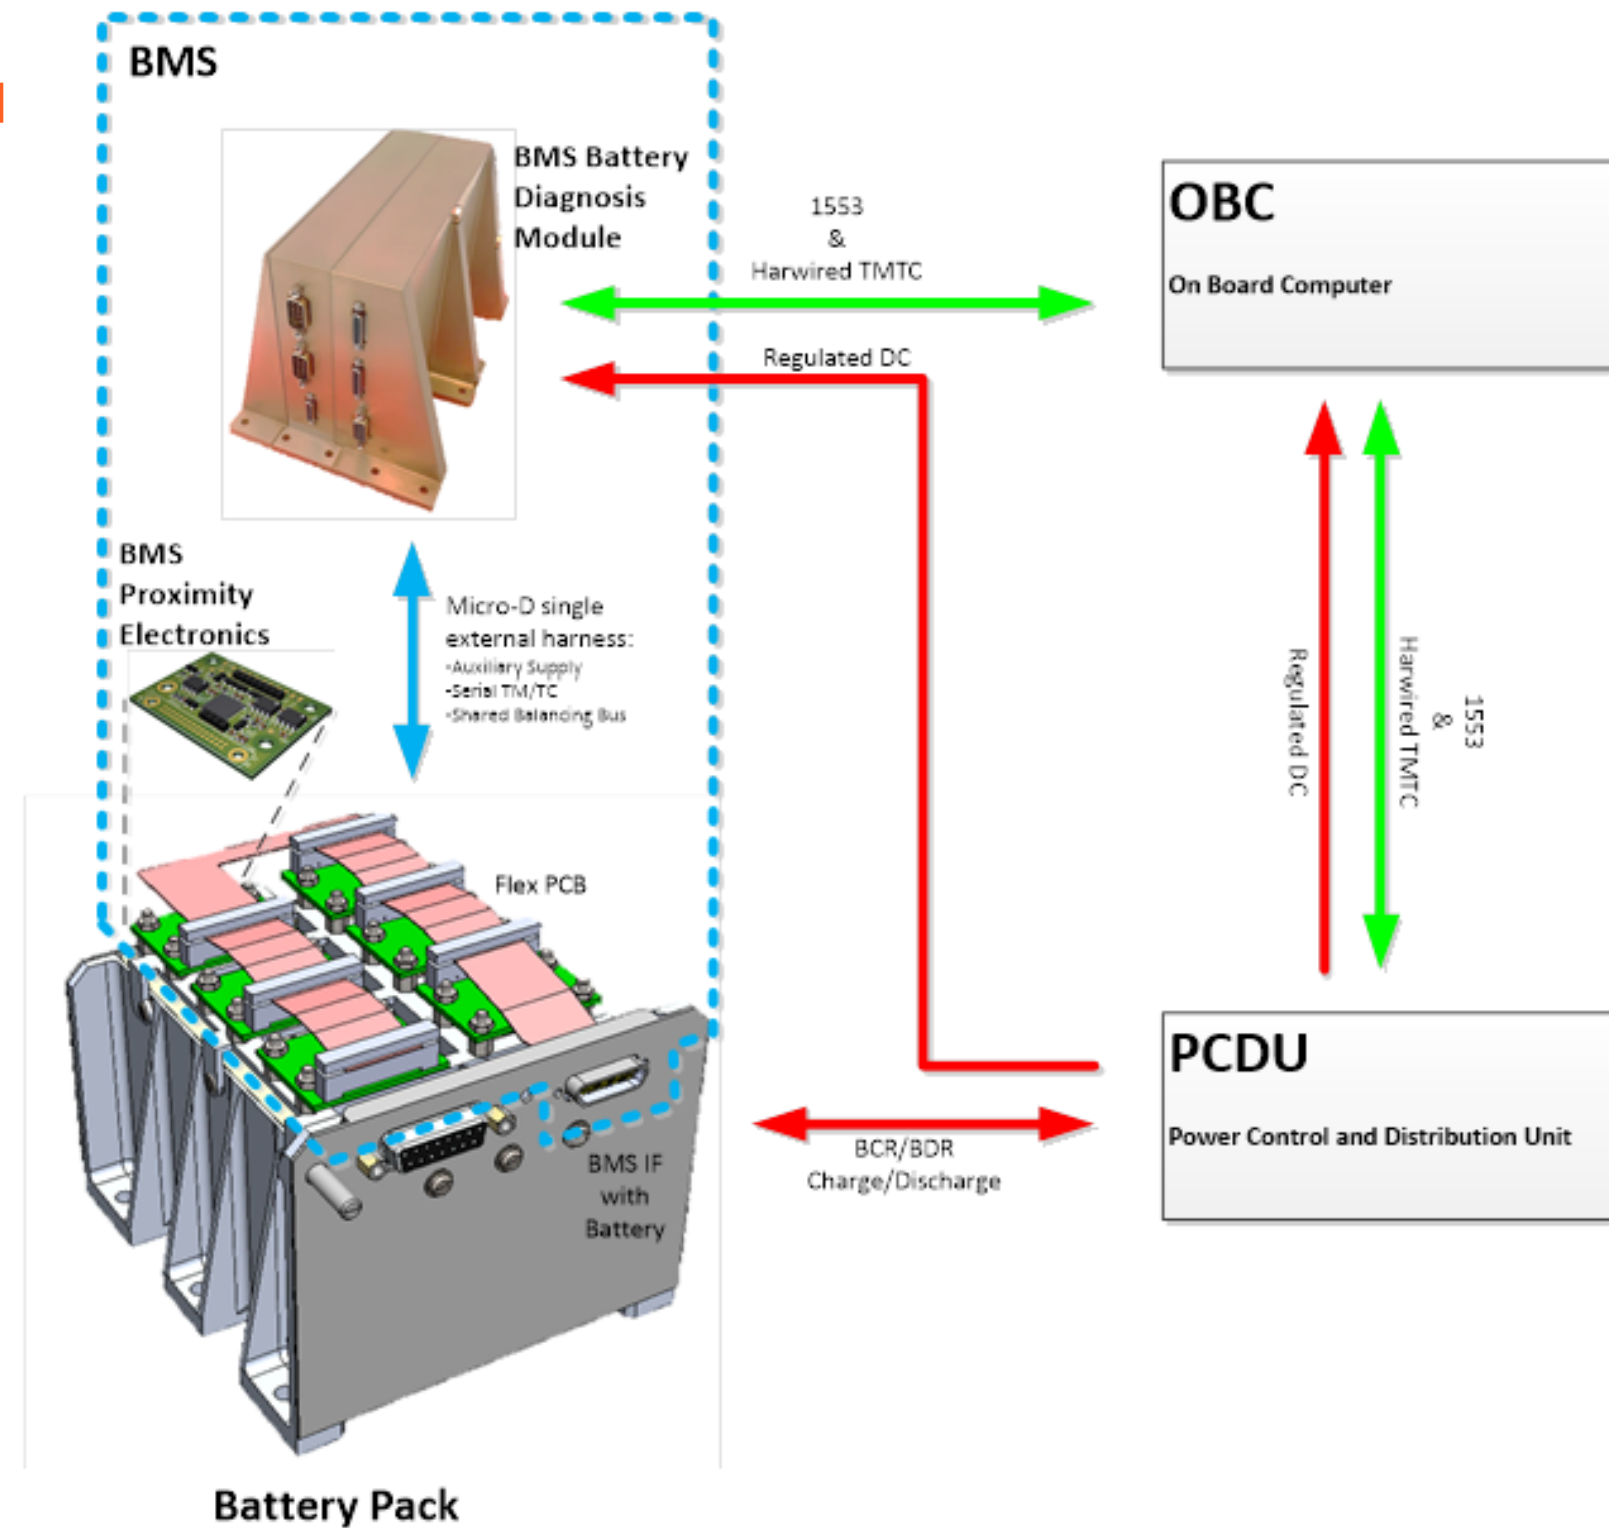 BMS
BMS Battery
Diagnosis
Module
1553
&
Harwired TMTC
Regulated DC
OBC
On Board Computer
BMS
Proximity
Electronics
Micro-D single
external harness:
-Auxiliary Supply
-Serial TM/TC
-Shared Balancing Bus
Regulated DC
1553
&
Harwired TMTC
Flex PCB
PCDU
Power Control and Distribution Unit
BCR/BDR
Charge/Discharge
BMS IF
with
Battery
Battery Pack